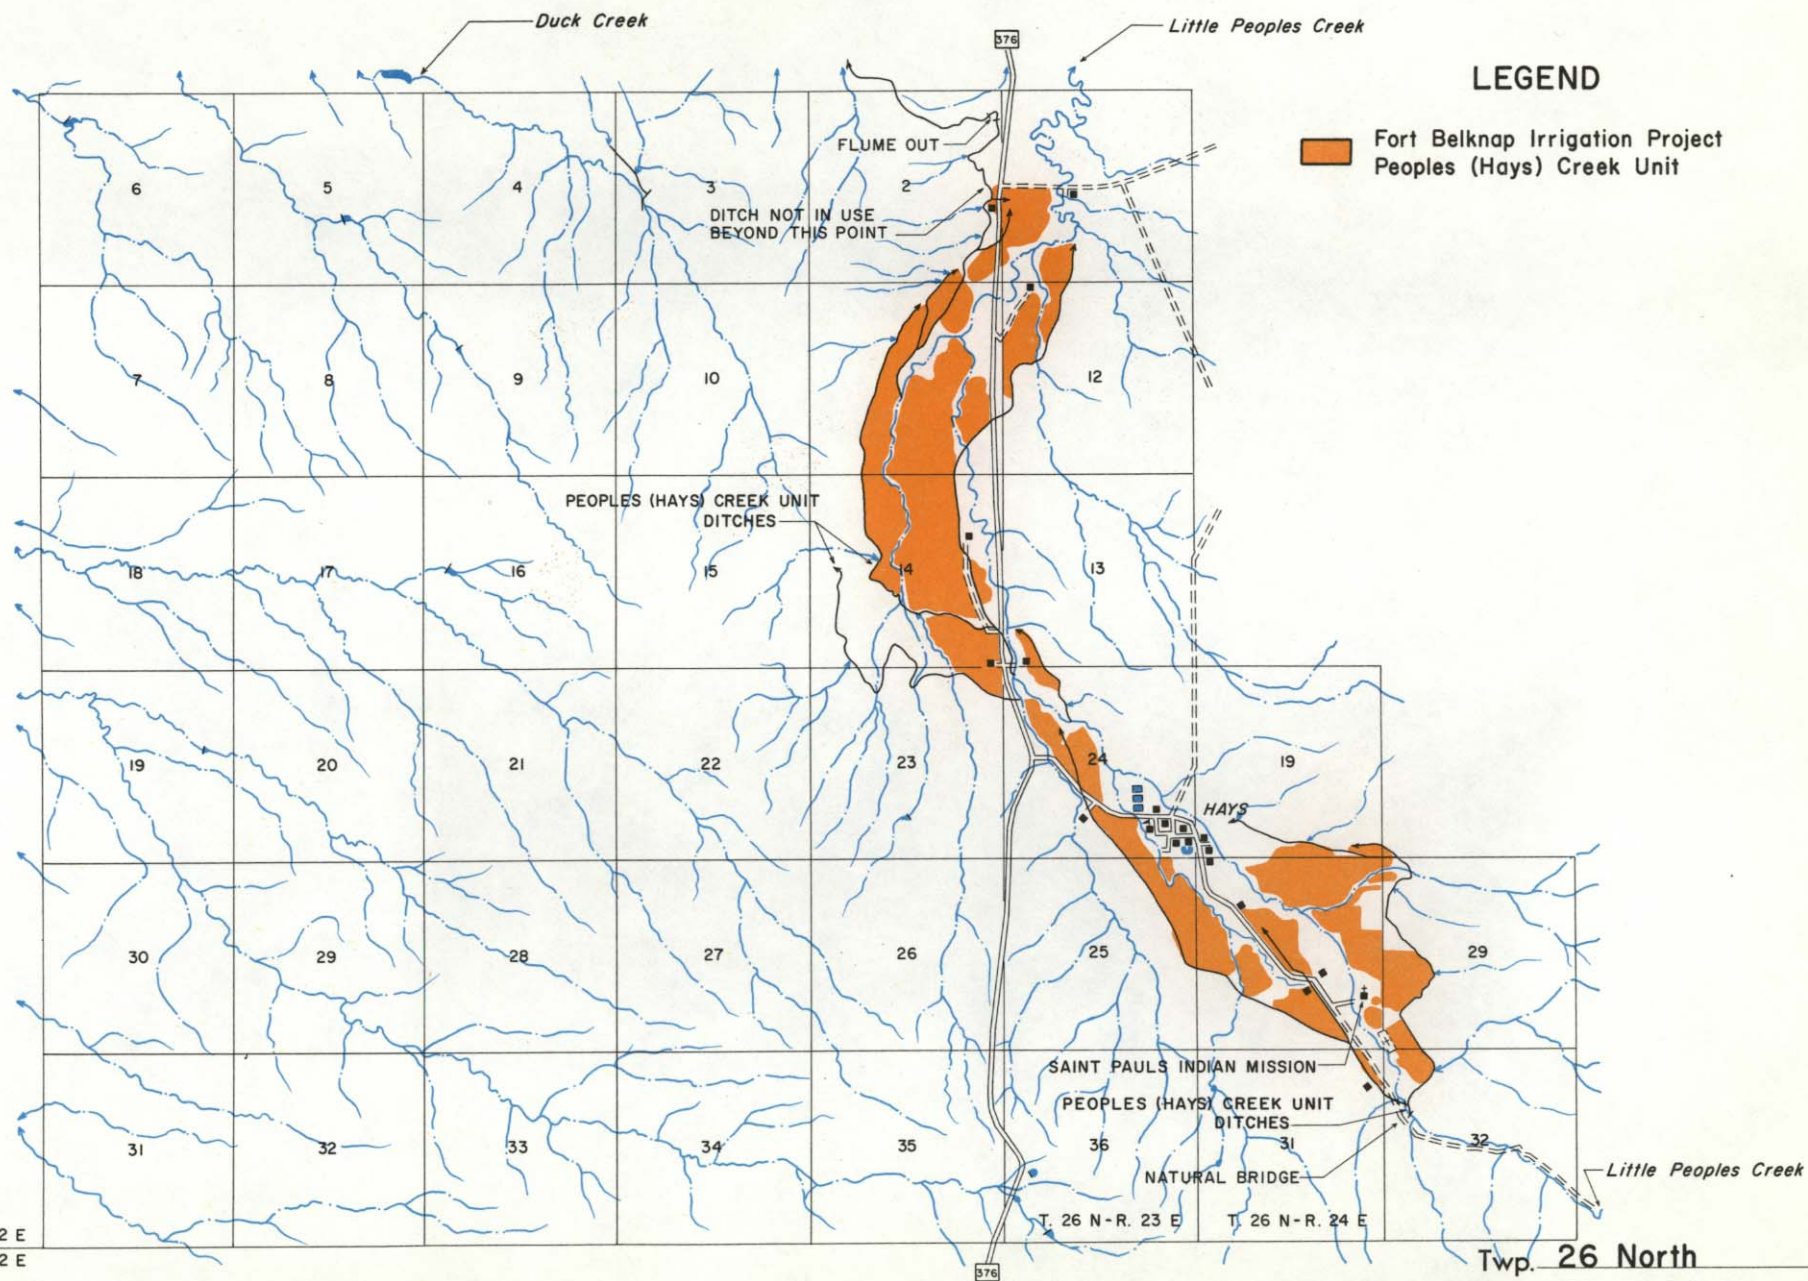 Duck Creek
Little Peoples Creek
376
LEGEND
Fort Belknap Irrigation Project
Peoples (Hays) Creek Unit
FLUME OUT
6
5
4
3
2
DITCH NOT IN USE
BEYOND THIS POINT
7
8
9
10
12
PEOPLES (HAYS) CREEK UNIT
DITCHES
18
17
16
15
14
13
19
20
21
22
23
24
19
HAYS
30
29
28
27
26
25
29
SAINT PAULS INDIAN MISSION
PEOPLES (HAYS) CREEK UNIT
DITCHES
31
32
33
34
35
36
31
32
NATURAL BRIDGE
Little Peoples Creek
T. 26 N-R. 23 E
T. 26 N-R. 24 E
2 E
2 E
376
Twp. 26 North